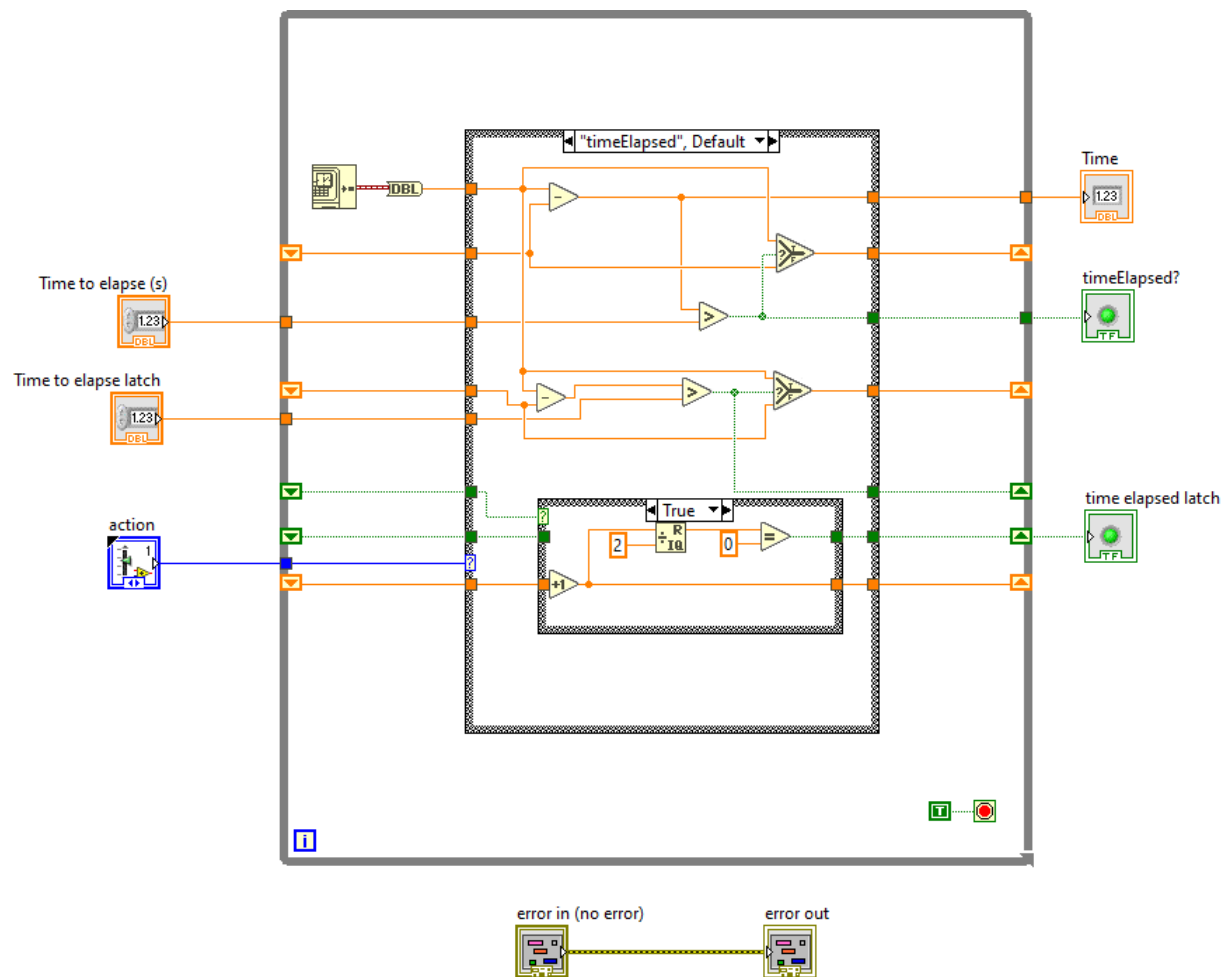 "timeElapsed", Default
Time
1.23
DBL
DBL
Time to elapse (s)
1.23
DBL
timeElapsed?
TF
Time to elapse latch
1.23
DBL
-
>
?
T
F
-
>
?
T
F
True
?
time elapsed latch
TF
action
1
?
2
R
IQ
0
=
+1
T
i
error in (no error)
error out